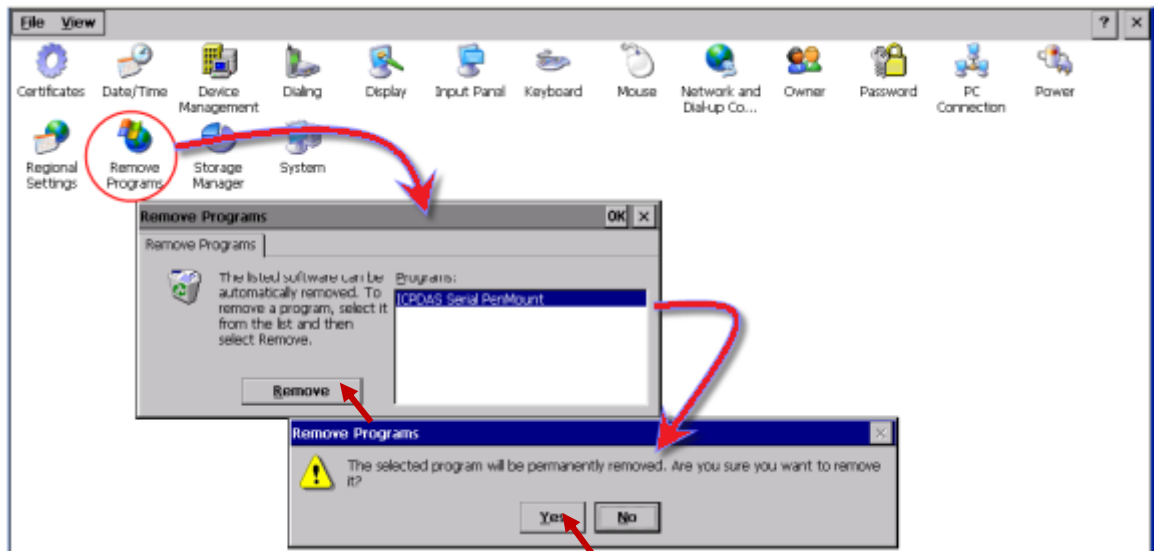 File View ? ×
Certificates Date/Time Device Management Dialing Display Input Panel Keyboard Mouse Network and Dial-up Co... Owner Password PC Connection Power
Regional Settings Remove Programs Storage Manager System
Remove Programs OK ×
Remove Programs
The listed software can be
automatically removed. To
remove a program, select it
from the list and then
select Remove.
Remove
Programs:
ICPDAS Serial PenMount
Remove Programs ×
The selected program will be permanently removed. Are you sure you want to remove
it?
Yes No